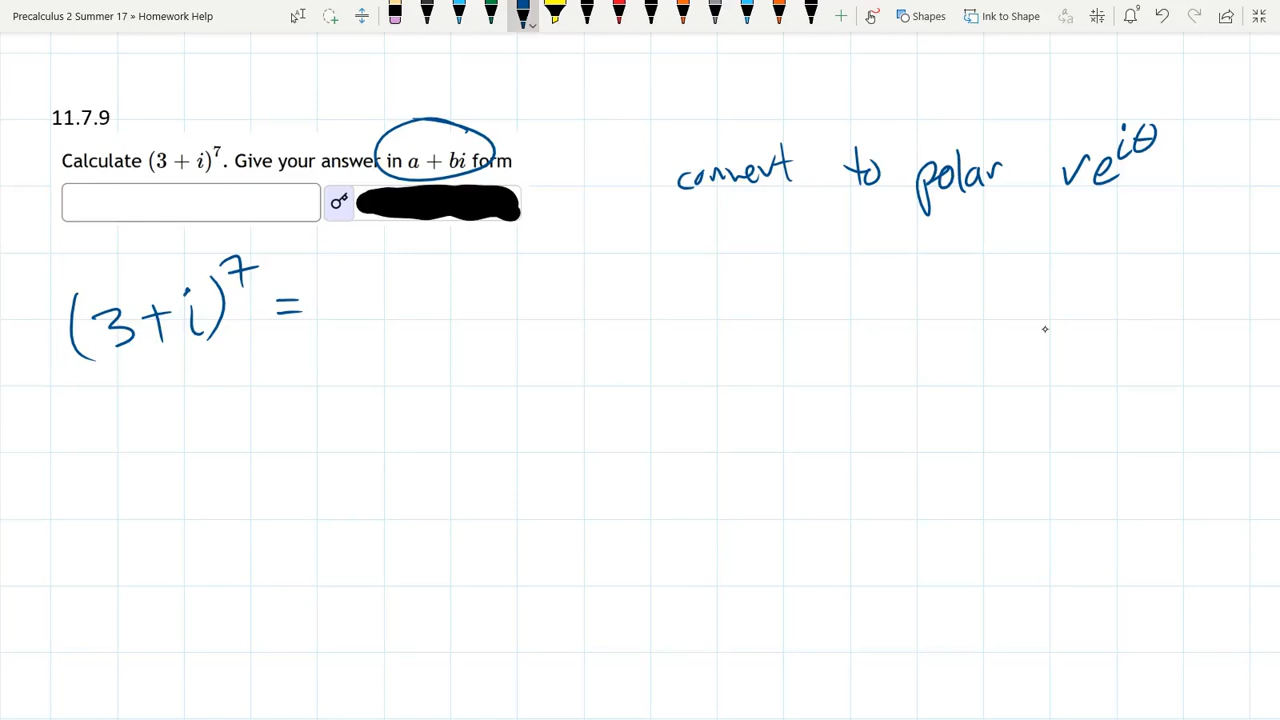 Precalculus 2 Summer 17 » Homework Help
Shapes
Ink to Shape
11.7.9
Calculate (3 + i)^7. Give your answer in a + bi form
convert to polar re^{iθ}
(3+i)^7 =